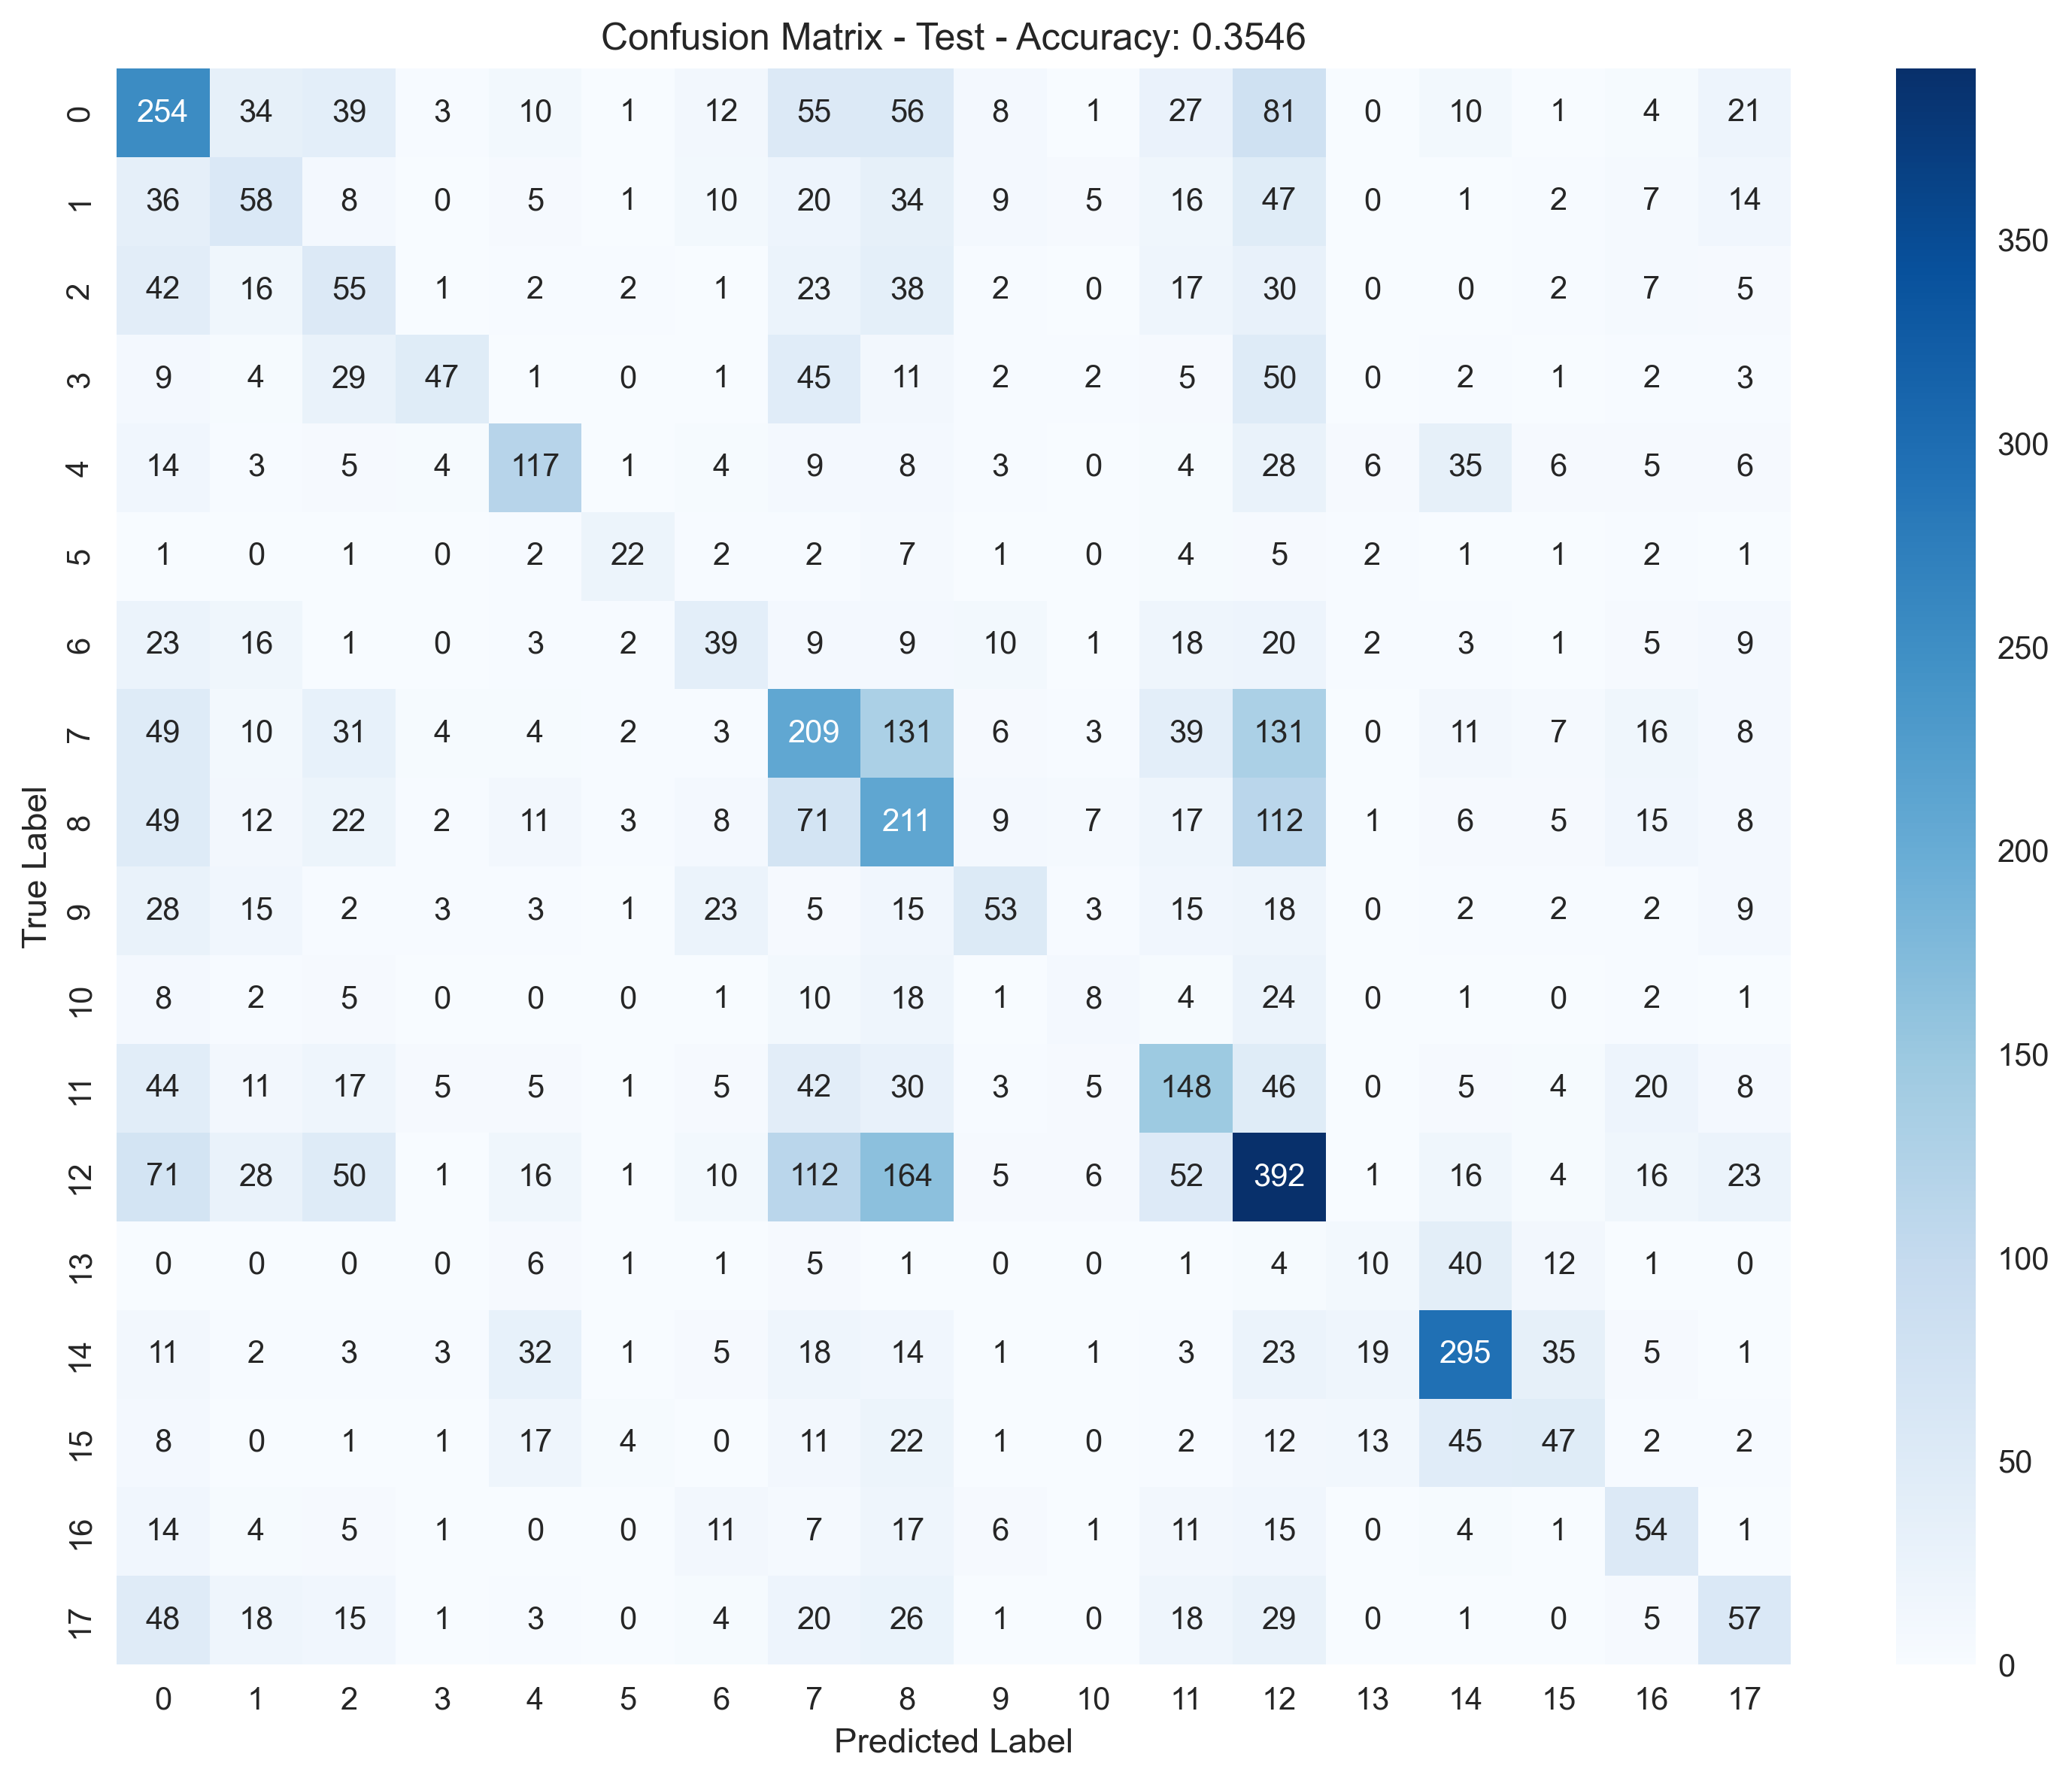 Confusion Matrix - Test - Accuracy: 0.3546
0 254 34 39 3 10 1 12 55 56 8 1 27 81 0 10 1 4 21
1 36 58 8 0 5 1 10 20 34 9 5 16 47 0 1 2 7 14
2 42 16 55 1 2 2 1 23 38 2 0 17 30 0 0 2 7 5
3 9 4 29 47 1 0 1 45 11 2 2 5 50 0 2 1 2 3
4 14 3 5 4 117 1 4 9 8 3 0 4 28 6 35 6 5 6
5 1 0 1 0 2 22 2 2 7 1 0 4 5 2 1 1 2 1
6 23 16 1 0 3 2 39 9 9 10 1 18 20 2 3 1 5 9
7 49 10 31 4 4 2 3 209 131 6 3 39 131 0 11 7 16 8
8 49 12 22 2 11 3 8 71 211 9 7 17 112 1 6 5 15 8
9 28 15 2 3 3 1 23 5 15 53 3 15 18 0 2 2 2 9
10 8 2 5 0 0 0 1 10 18 1 8 4 24 0 1 0 2 1
11 44 11 17 5 5 1 5 42 30 3 5 148 46 0 5 4 20 8
12 71 28 50 1 16 1 10 112 164 5 6 52 392 1 16 4 16 23
13 0 0 0 0 6 1 1 5 1 0 0 1 4 10 40 12 1 0
14 11 2 3 3 32 1 5 18 14 1 1 3 23 19 295 35 5 1
15 8 0 1 1 17 4 0 11 22 1 0 2 12 13 45 47 2 2
16 14 4 5 1 0 0 11 7 17 6 1 11 15 0 4 1 54 1
17 48 18 15 1 3 0 4 20 26 1 0 18 29 0 1 0 5 57
0 1 2 3 4 5 6 7 8 9 10 11 12 13 14 15 16 17
Predicted Label
True Label
350
300
250
200
150
100
50
0